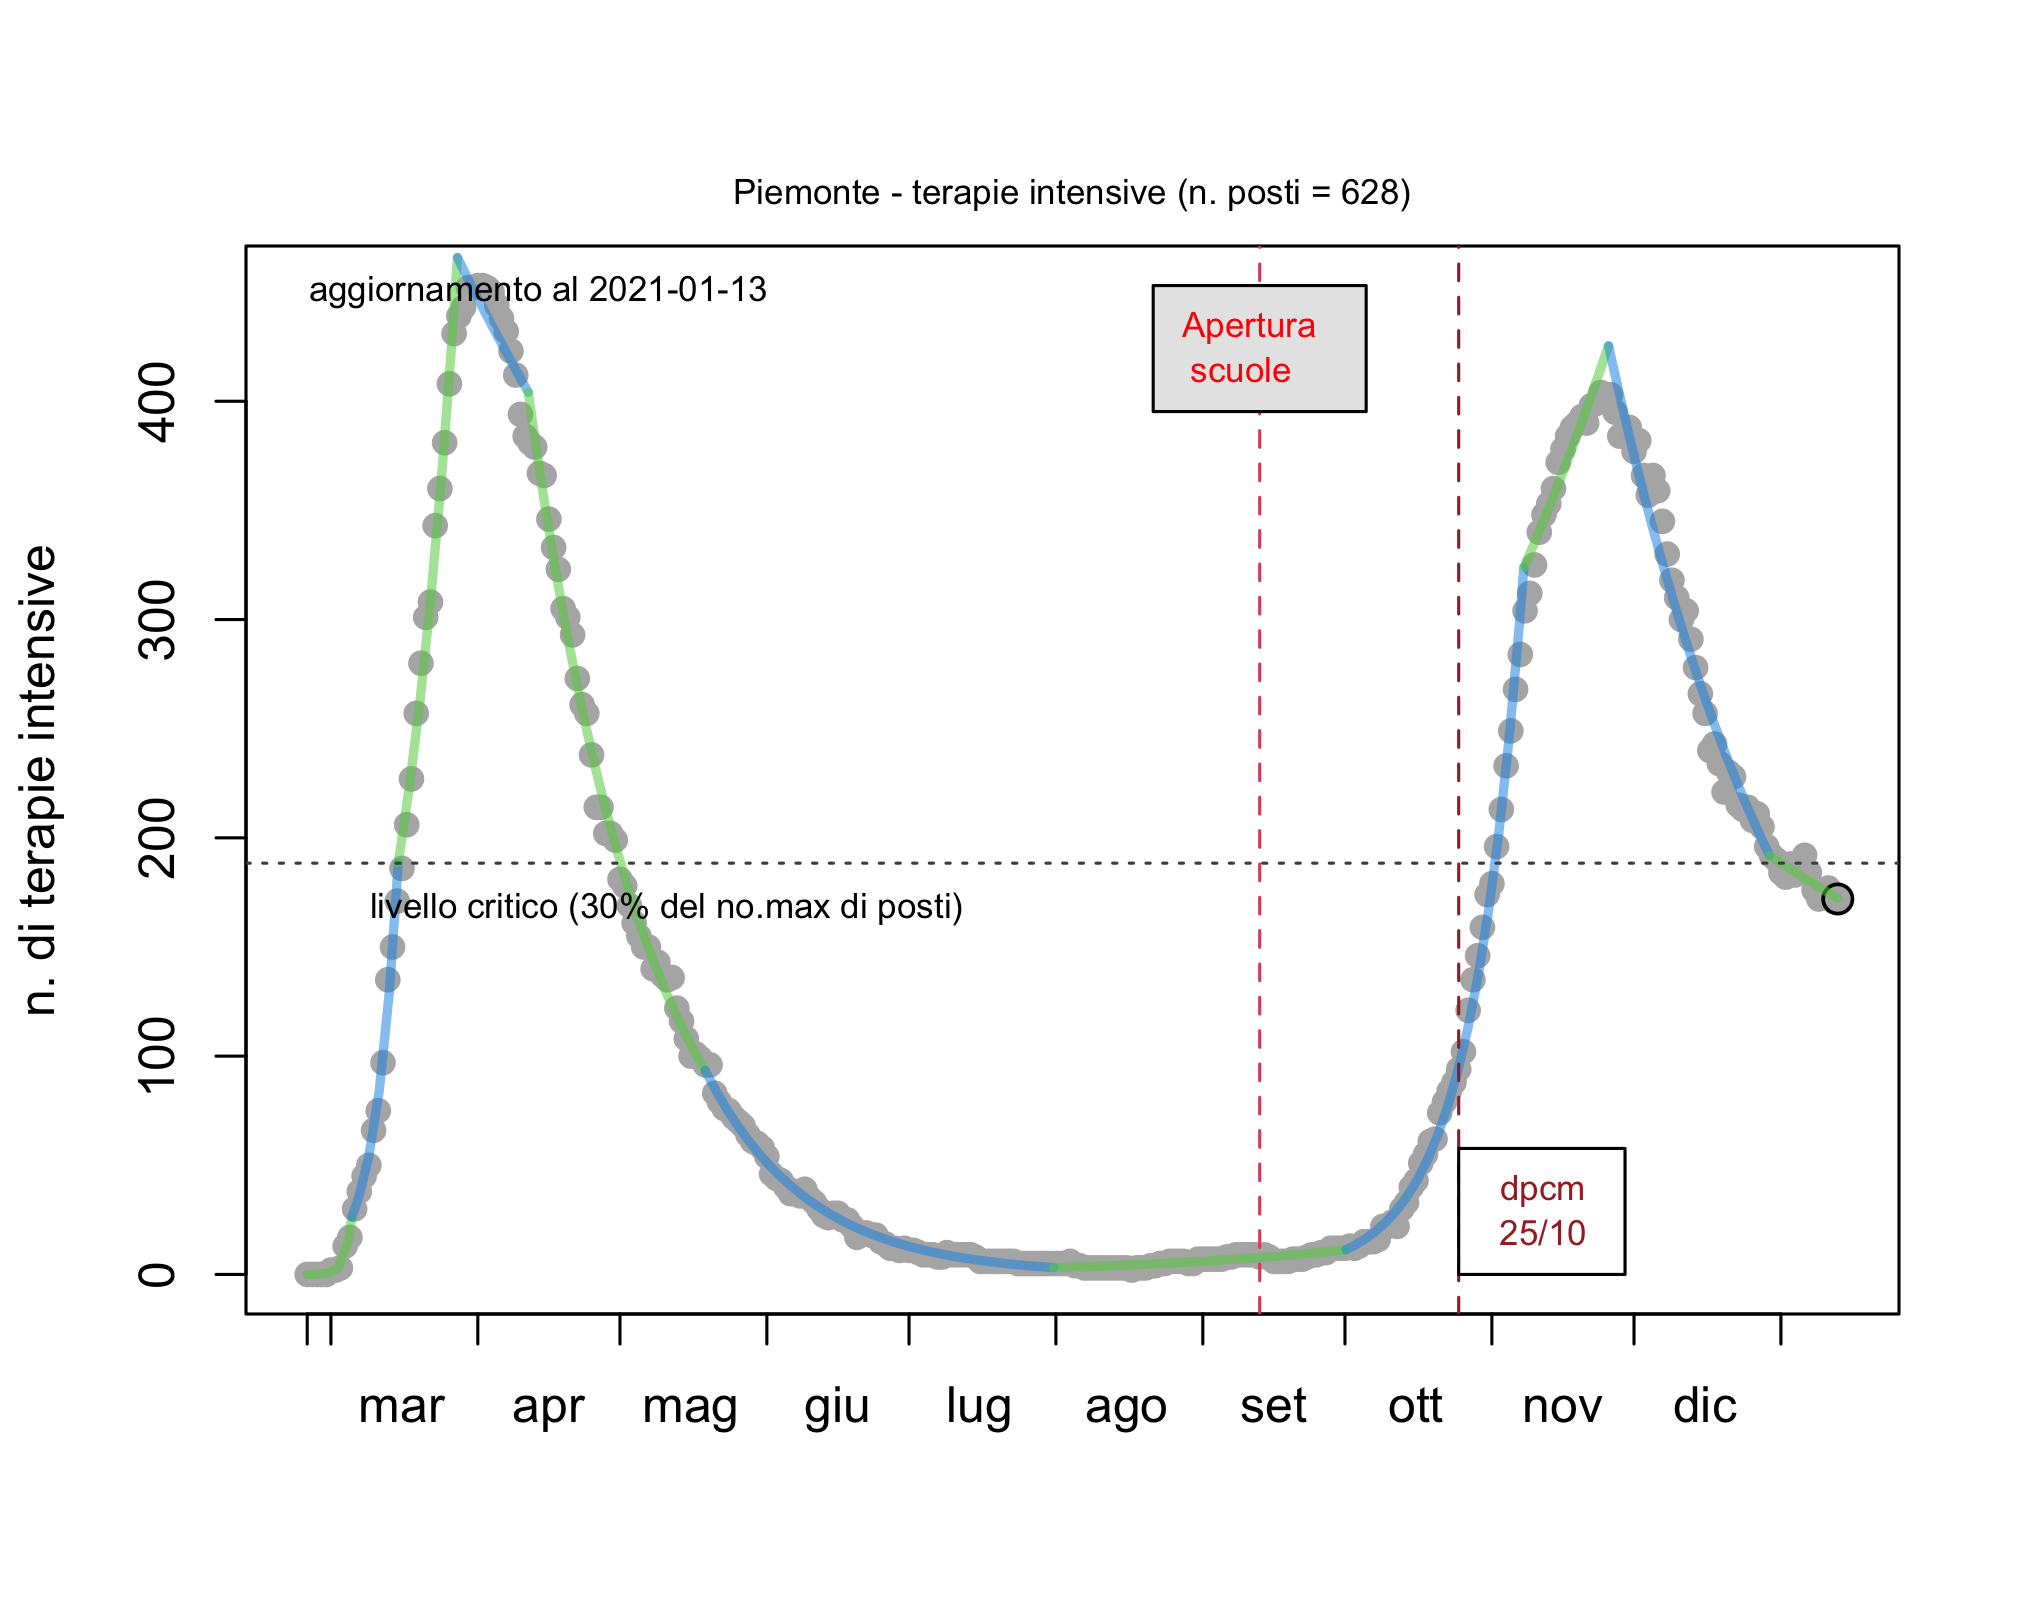 Piemonte - terapie intensive (n. posti = 628)
aggiornamento al 2021-01-13
Apertura
scuole
n. di terapie intensive
400
300
200
100
0
livello critico (30% del no.max di posti)
dpcm
25/10
mar apr mag giu lug ago set ott nov dic